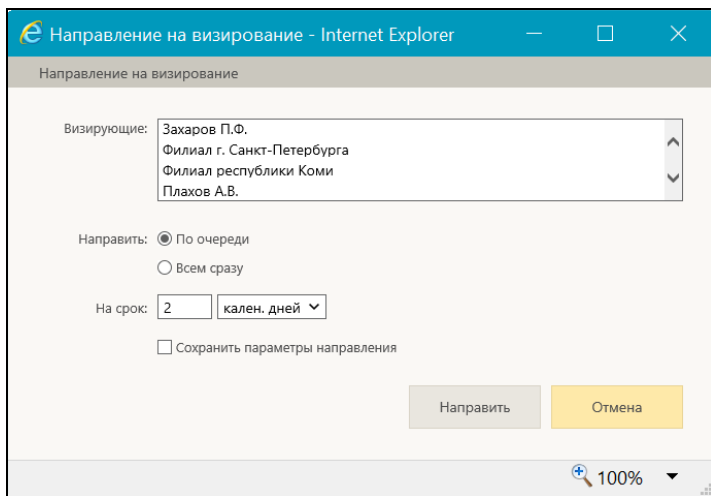 Направление на визирование - Internet Explorer
Направление на визирование
Визирующие: Захаров П.Ф.
Филиал г. Санкт-Петербурга
Филиал республики Коми
Плахов А.В.
Направить: По очереди
Всем сразу
На срок: 2 кален. дней
Сохранить параметры направления
Направить Отмена
100%